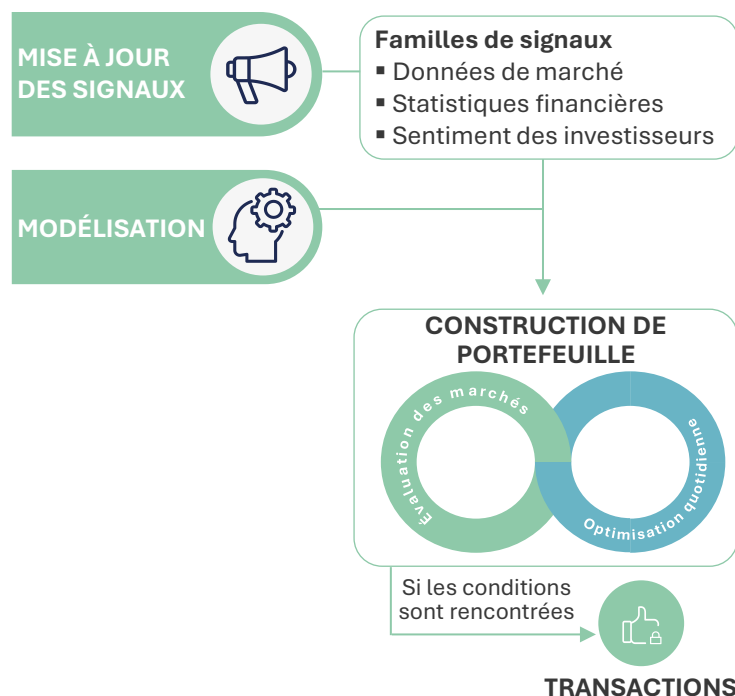 MISE À JOUR
DES SIGNAUX
Familles de signaux
▪ Données de marché
▪ Statistiques financières
▪ Sentiment des investisseurs
MODÉLISATION
CONSTRUCTION DE
PORTEFEUILLE
Évaluation des marchés
Optimisation quotidienne
Si les conditions
sont rencontrées
TRANSACTIONS